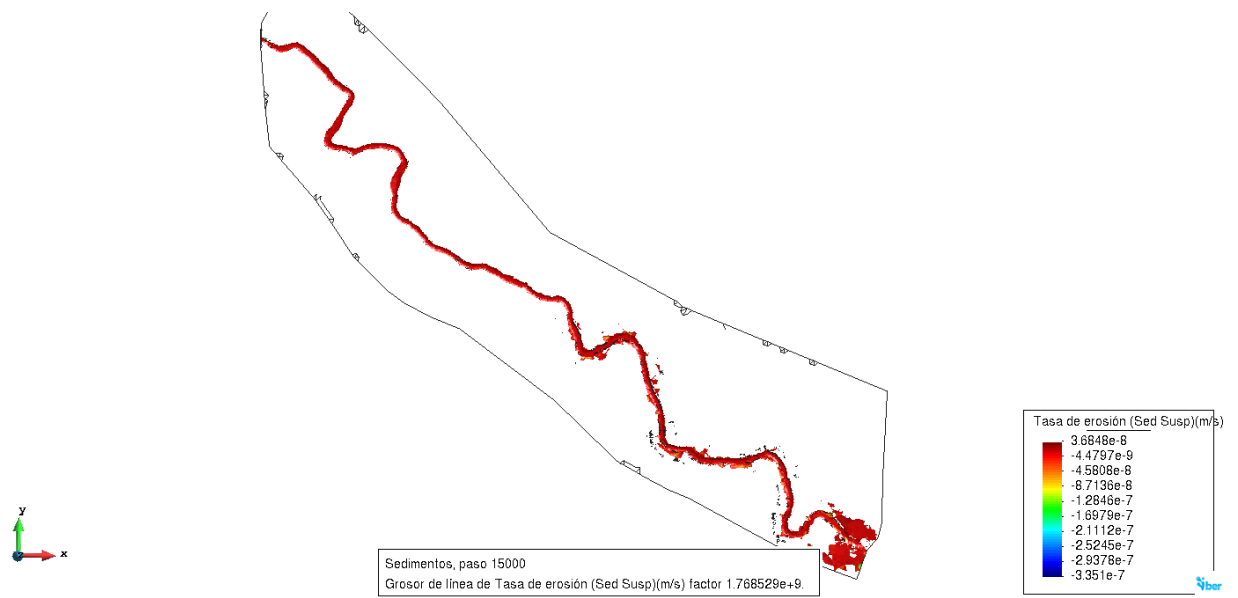 Tasa de erosión (Sed Susp)(m/s)
3.6848e-8
-4.4797e-9
-4.5808e-8
-8.7136e-8
-1.2846e-7
-1.6979e-7
-2.1112e-7
-2.5245e-7
-2.9378e-7
-3.351e-7
y
x
z
Sedimentos, paso 15000
Grosor de línea de Tasa de erosión (Sed Susp)(m/s) factor 1.768529e+9.
iber